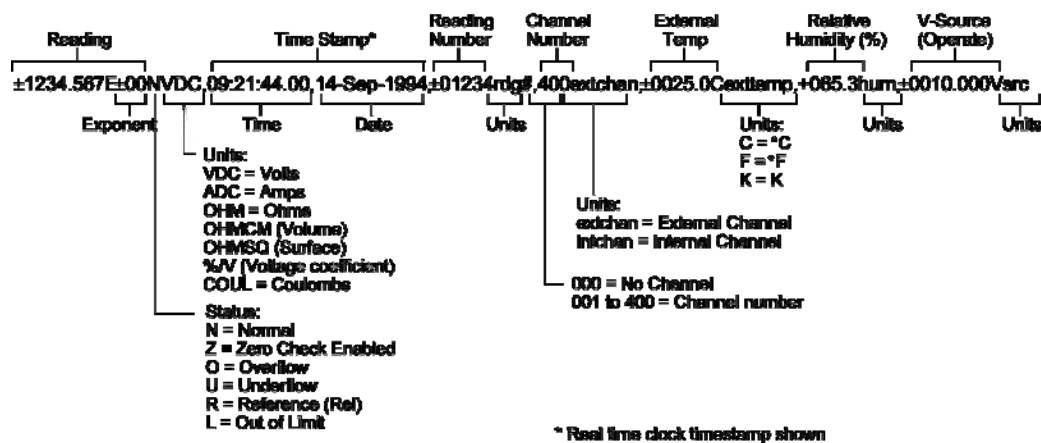 Reading Time Stamp* Reading Number Channel Number External Temp Relative Humidity (%) V-Source (Operate)
±1234.567E±00NVDC,09:21:44.00,14-Sep-1994,±01234rdg#,400extchan,±0025.0Cexttemp,+065.3hum,±0010.000Vsrc
Exponent Time Date Units Units: Units Units
C = °C
F = °F
K = K
Units:
VDC = Volts
ADC = Amps
OHM = Ohms
OHMCM (Volume)
OHMSQ (Surface)
%/V (Voltage coefficient)
COUL = Coulombs
Units:
extchan = External Channel
intchan = Internal Channel
000 = No Channel
001 to 400 = Channel number
Status:
N = Normal
Z = Zero Check Enabled
O = Overflow
U = Underflow
R = Reference (Rel)
L = Out of Limit
* Real time clock timestamp shown